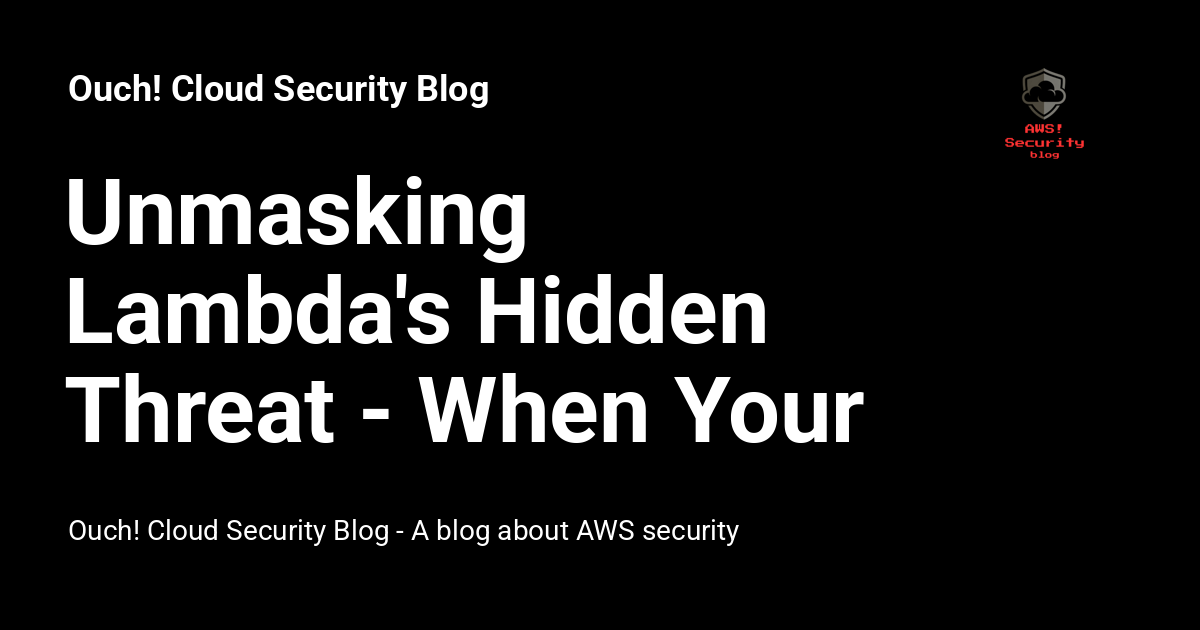 Ouch! Cloud Security Blog
AWS!
Security
blog
Unmasking
Lambda's Hidden
Threat - When Your
Ouch! Cloud Security Blog - A blog about AWS security